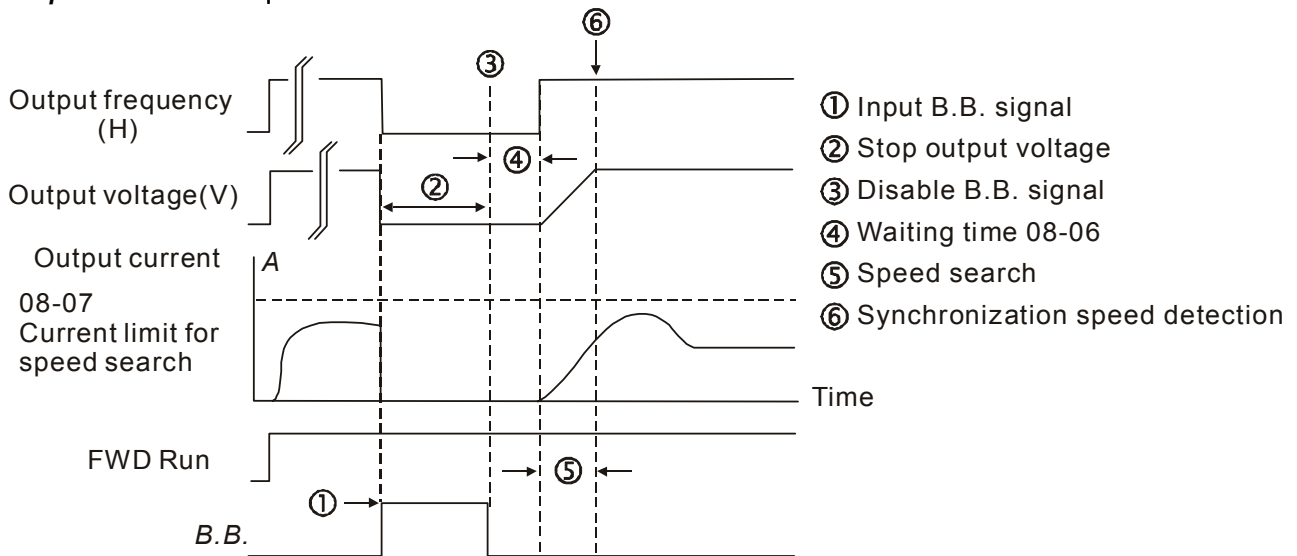 ⑥
③
Output frequency
(H)
④
② 
Output voltage(V)
① Input B.B. signal
② Stop output voltage
③ Disable B.B. signal
④ Waiting time 08-06
⑤ Speed search
⑥ Synchronization speed detection
Output current
A
08-07
Current limit for
speed search
Time
FWD Run
⑤
①
B.B.